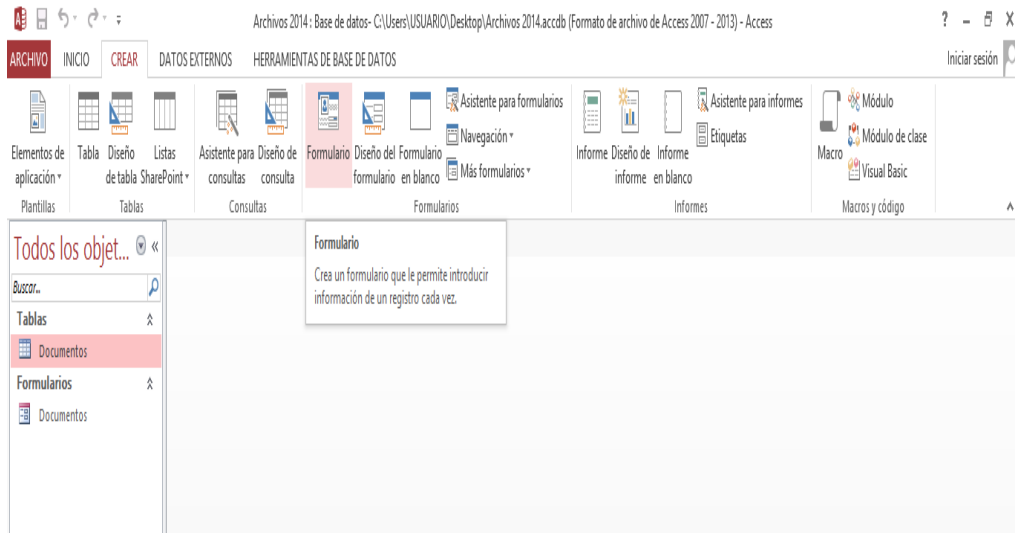 Archivos 2014 : Base de datos- C:\Users\USUARIO\Desktop\Archivos 2014.accdb (Formato de archivo de Access 2007 - 2013) - Access
ARCHIVO INICIO CREAR DATOS EXTERNOS HERRAMIENTAS DE BASE DE DATOS Iniciar sesión
Elementos de aplicación
Tabla
Diseño de tabla
Listas SharePoint
Asistente para consultas
Diseño de consulta
Formulario
Diseño del formulario
Formulario en blanco
Asistente para formularios
Navegación
Más formularios
Informe
Diseño de informe
Informe en blanco
Asistente para informes
Etiquetas
Macro
Módulo
Módulo de clase
Visual Basic
Plantillas Tablas Consultas Formularios Informes Macros y código
Todos los objet...
Buscar..
Tablas
Documentos
Formularios
Documentos
Formulario
Crea un formulario que le permite introducir
información de un registro cada vez.